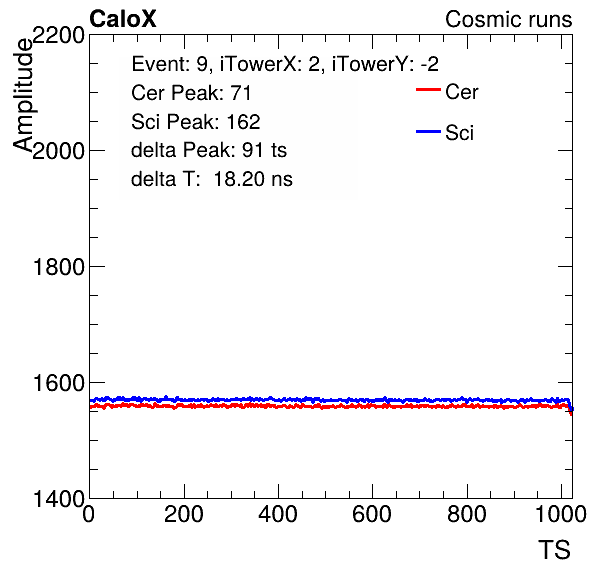 CaloX Cosmic runs
Amplitude
2200
2000
1800
1600
1400
Event: 9, iTowerX: 2, iTowerY: -2
Cer Peak: 71
Sci Peak: 162
delta Peak: 91 ts
delta T:  18.20 ns
Cer
Sci
0 200 400 600 800 1000
TS